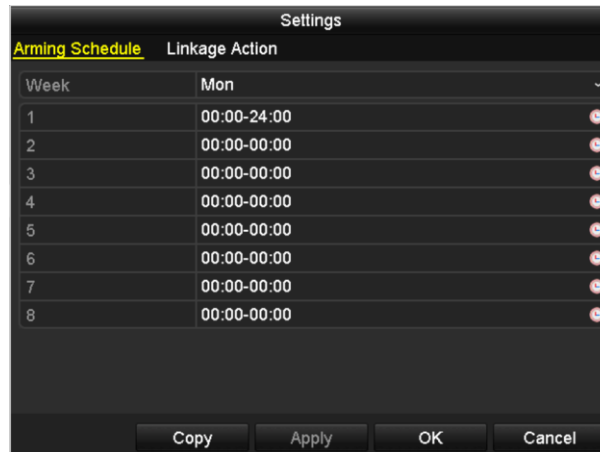 Settings
Arming Schedule Linkage Action
Week Mon
1 00:00-24:00
2 00:00-00:00
3 00:00-00:00
4 00:00-00:00
5 00:00-00:00
6 00:00-00:00
7 00:00-00:00
8 00:00-00:00
Copy Apply OK Cancel